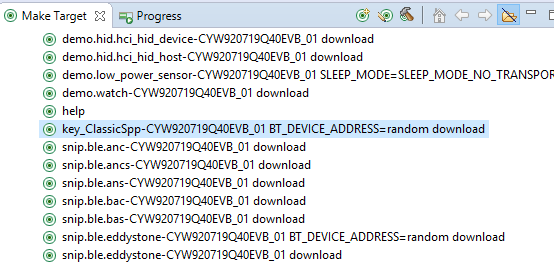 Make Target Progress
demo.hid.hci_hid_device-CYW920719Q40EVB_01 download
demo.hid.hci_hid_host-CYW920719Q40EVB_01 download
demo.low_power_sensor-CYW920719Q40EVB_01 SLEEP_MODE=SLEEP_MODE_NO_TRANSPOR
demo.watch-CYW920719Q40EVB_01 download
help
key_ClassicSpp-CYW920719Q40EVB_01 BT_DEVICE_ADDRESS=random download
snip.ble.anc-CYW920719Q40EVB_01 download
snip.ble.ancs-CYW920719Q40EVB_01 download
snip.ble.ans-CYW920719Q40EVB_01 download
snip.ble.bac-CYW920719Q40EVB_01 download
snip.ble.bas-CYW920719Q40EVB_01 download
snip.ble.eddystone-CYW920719Q40EVB_01 BT_DEVICE_ADDRESS=random download
snip.ble.eddystone-CYW920719Q40EVB_01 download